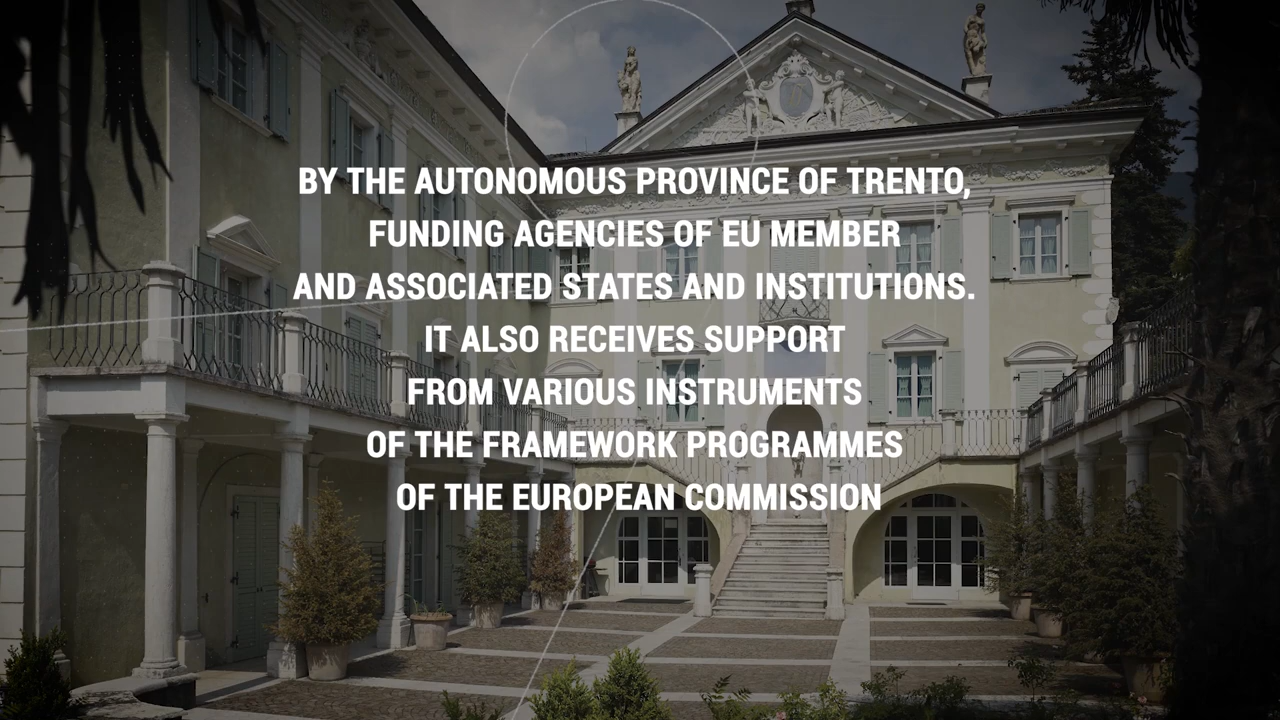 BY THE AUTONOMOUS PROVINCE OF TRENTO,
FUNDING AGENCIES OF EU MEMBER
AND ASSOCIATED STATES AND INSTITUTIONS.
IT ALSO RECEIVES SUPPORT
FROM VARIOUS INSTRUMENTS
OF THE FRAMEWORK PROGRAMMES
OF THE EUROPEAN COMMISSION